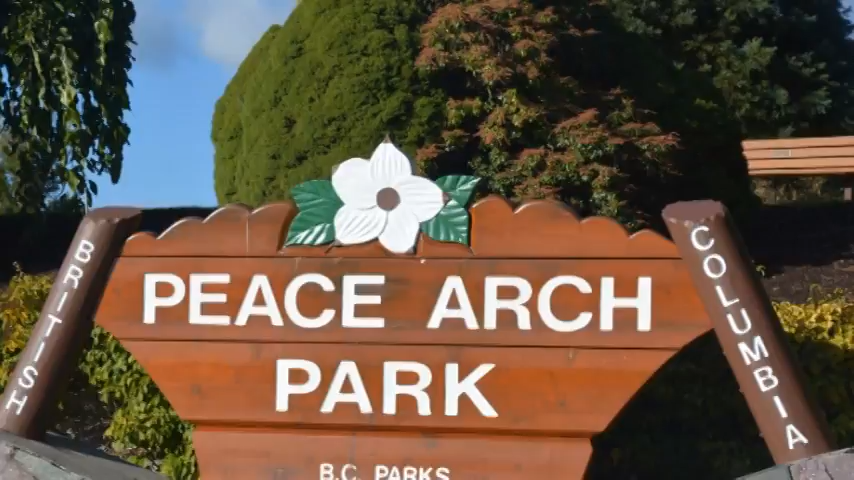 BRITISH
PEACE ARCH
PARK
B.C. PARKS
COLUMBIA